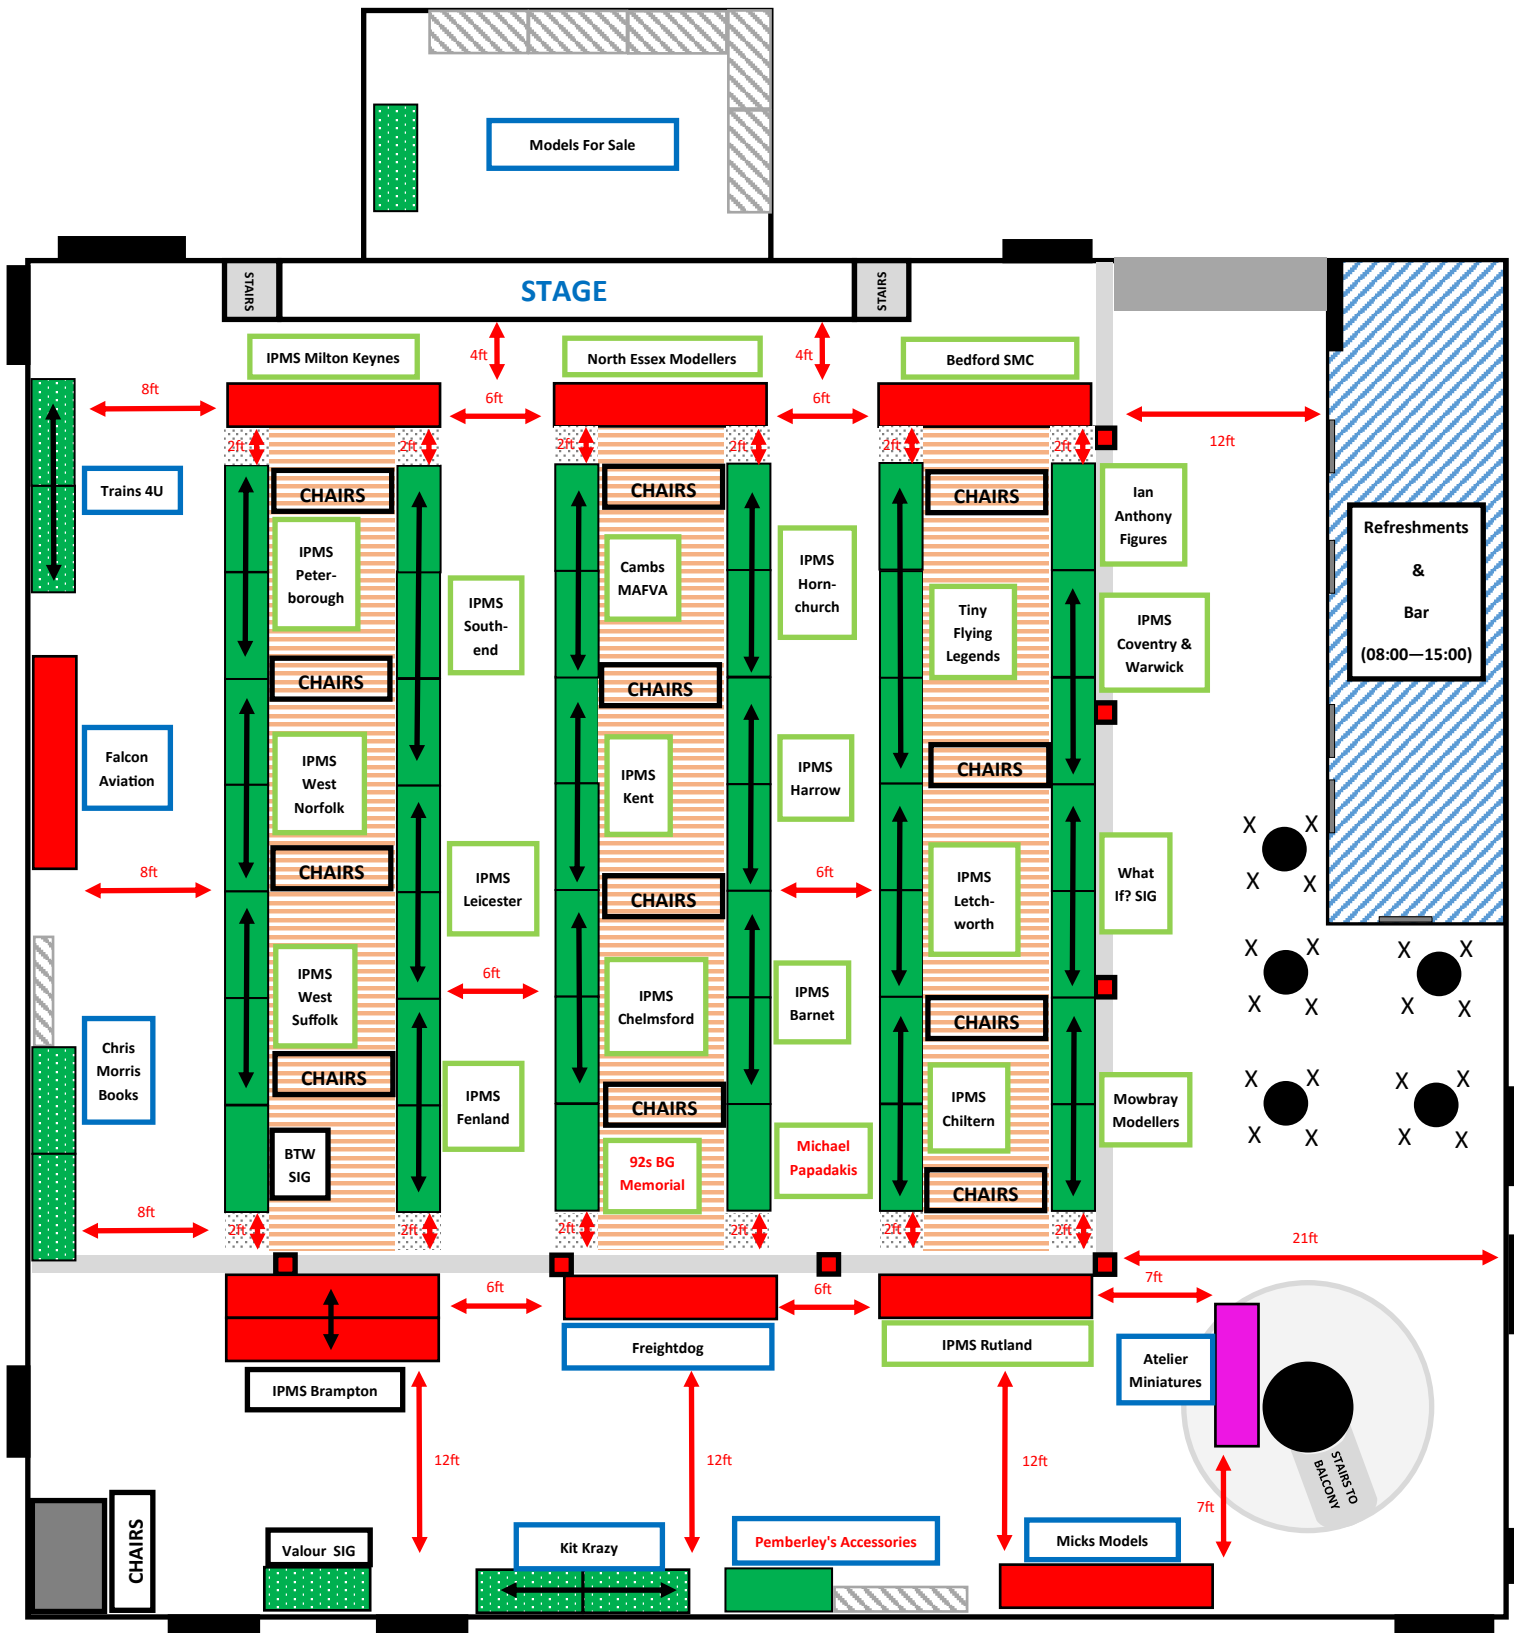 Models For Sale
STAIRS
STAGE
STAIRS
IPMS Milton Keynes
4ft
North Essex Modellers
4ft
Bedford SMC
8ft
6ft
6ft
12ft
2ft
2ft
2ft
2ft
2ft
2ft
Trains 4U
CHAIRS
CHAIRS
CHAIRS
Ian
Anthony
Figures
IPMS
Peter-
borough
IPMS
South-
end
Cambs
MAFVA
IPMS
Horn-
church
Tiny
Flying
Legends
IPMS
Coventry &
Warwick
Refreshments
&
Bar
(08:00—15:00)
CHAIRS
CHAIRS
Falcon
Aviation
IPMS
West
Norfolk
IPMS
Kent
IPMS
Harrow
CHAIRS
8ft
CHAIRS
IPMS
Leicester
CHAIRS
6ft
IPMS
Letch-
worth
What
If? SIG
IPMS
West
Suffolk
6ft
IPMS
Chelmsford
IPMS
Barnet
CHAIRS
Chris
Morris
Books
CHAIRS
IPMS
Fenland
CHAIRS
IPMS
Chiltern
Mowbray
Modellers
BTW
SIG
92s BG
Memorial
Michael
Papadakis
CHAIRS
8ft
2ft
2ft
2ft
2ft
2ft
2ft
21ft
X X
X X
X X
X X
X X
X X
X X
X X
X X
X X
6ft
6ft
7ft
IPMS Brampton
Freightdog
IPMS Rutland
Atelier
Miniatures
12ft
12ft
12ft
STAIRS TO
BALCONY
7ft
CHAIRS
Valour SIG
Kit Krazy
Pemberley's Accessories
Micks Models